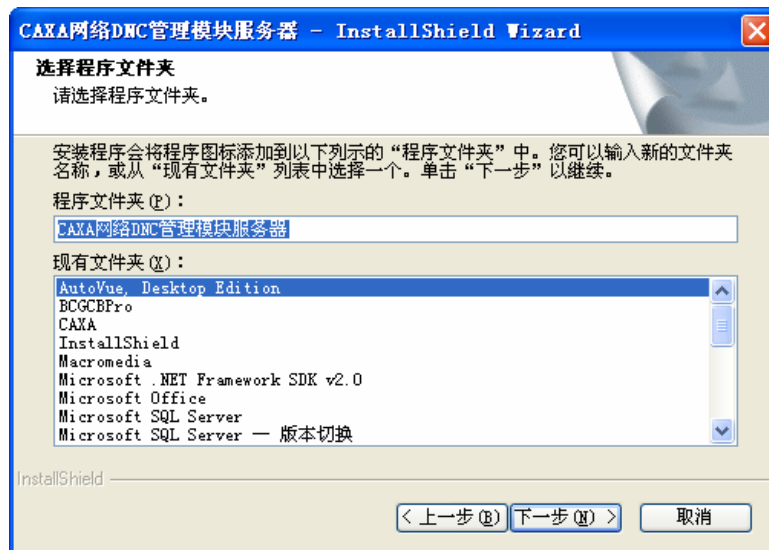 CAXA网络DNC管理模块服务器 - InstallShield Wizard
选择程序文件夹
请选择程序文件夹。
安装程序会将程序图标添加到以下列示的“程序文件夹”中。您可以输入新的文件夹
名称，或从“现有文件夹”列表中选择一个。单击“下一步”以继续。
程序文件夹(P)：
CAXA网络DNC管理模块服务器
现有文件夹(X)：
AutoVue, Desktop Edition
BCGCBPro
CAXA
InstallShield
Macromedia
Microsoft .NET Framework SDK v2.0
Microsoft Office
Microsoft SQL Server
Microsoft SQL Server — 版本切换
InstallShield
< 上一步(B) 下一步(N) > 取消